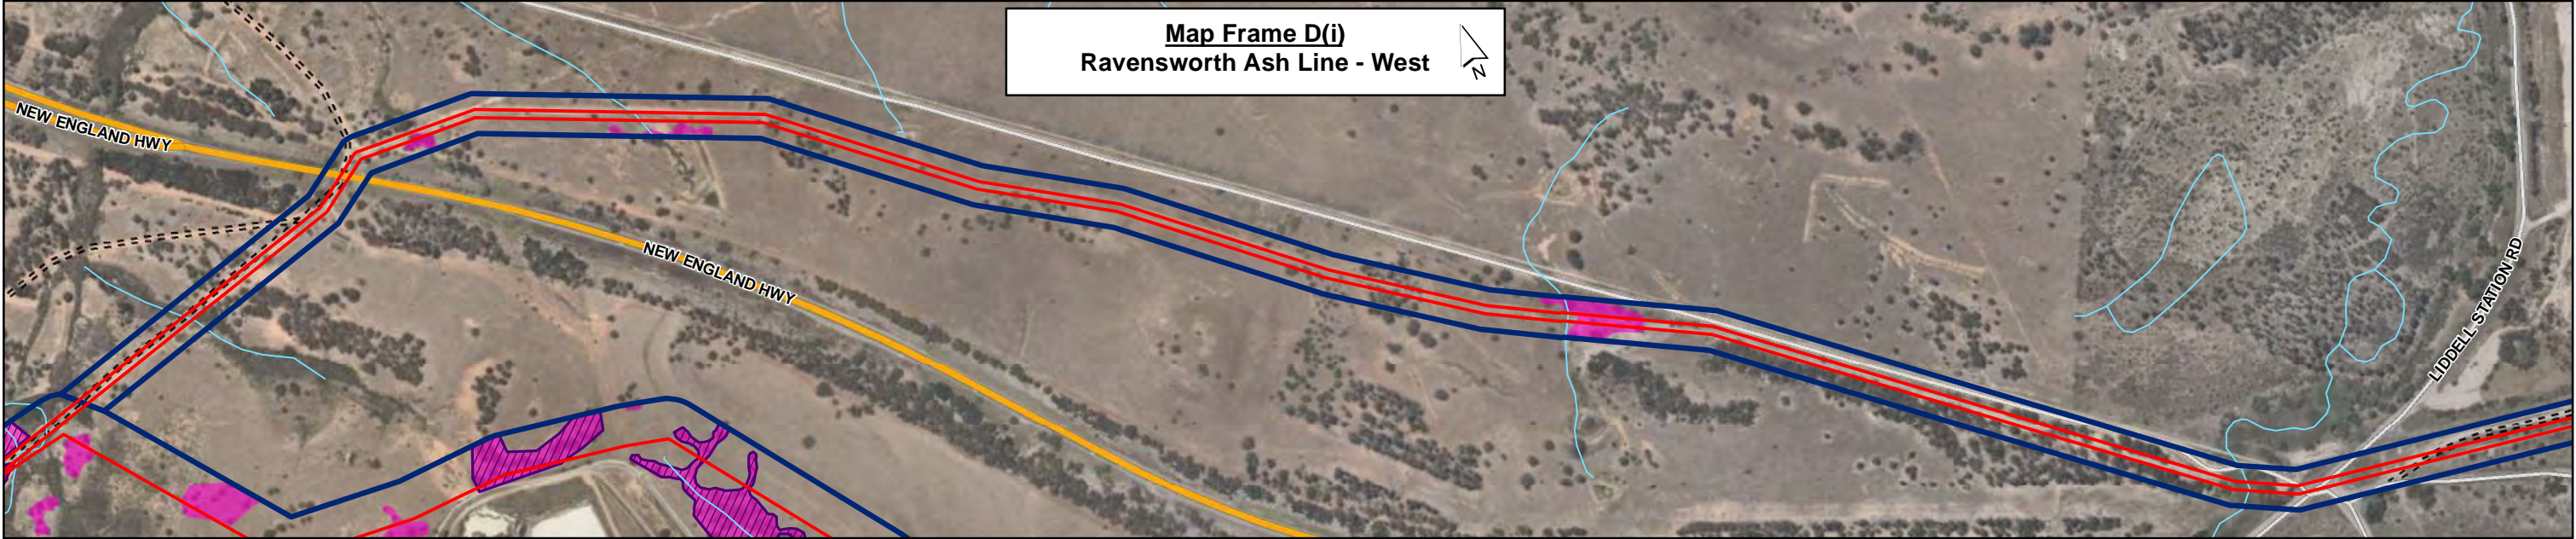 Map Frame D(i)
Ravensworth Ash Line - West
N
NEW ENGLAND HWY
NEW ENGLAND HWY
LIDDELL STATION RD